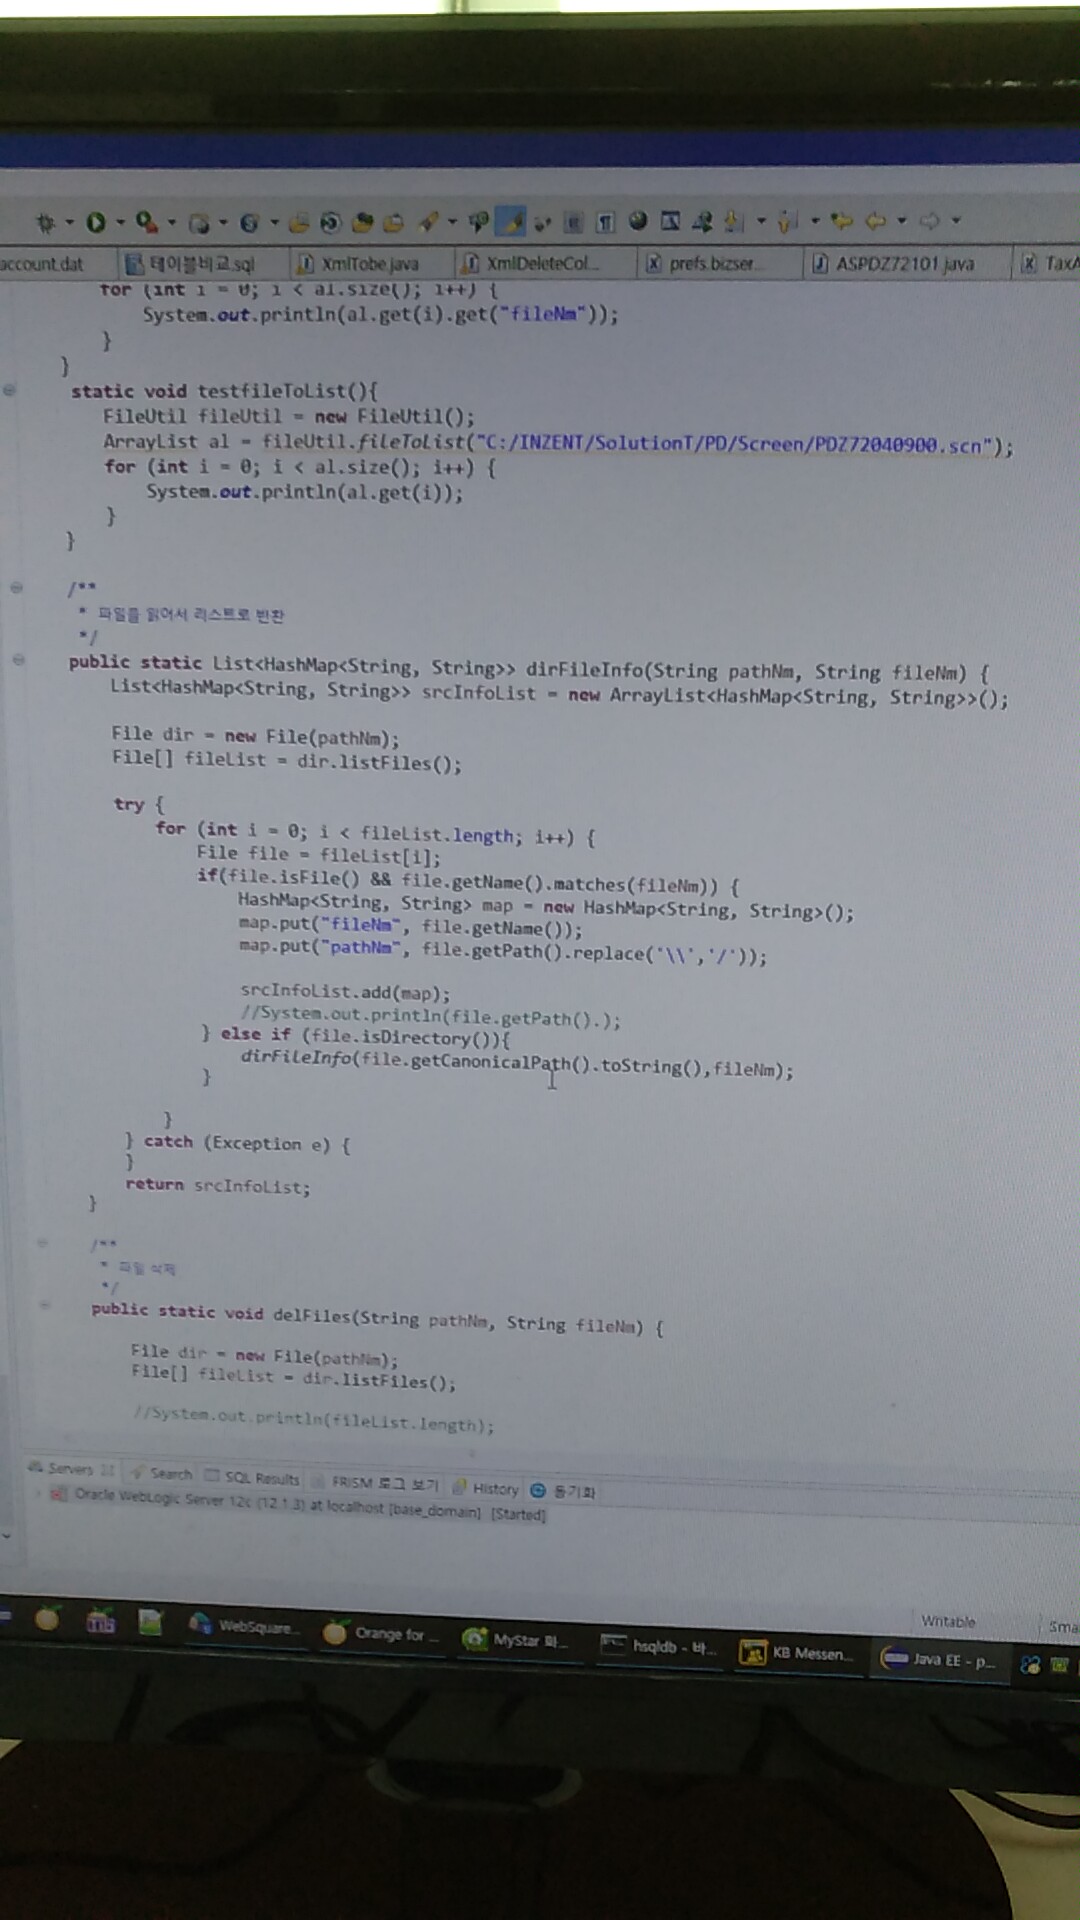 account.dat 테이블비교.sql XmlTobe.java XmlDeleteCol... prefs.bizser... ASPDZ72101.java TaxA
for (int i = 0; i < al.size(); i++) {
System.out.println(al.get(i).get("fileNm"));
}
}
static void testfileToList(){
FileUtil fileUtil = new FileUtil();
ArrayList al = fileUtil.fileToList("C:/INZENT/SolutionT/PD/Screen/PDZ72040900.scn");
for (int i = 0; i < al.size(); i++) {
System.out.println(al.get(i));
}
}
/**
* 파일을 읽어서 리스트로 반환
*/
public static List<HashMap<String, String>> dirFileInfo(String pathNm, String fileNm) {
List<HashMap<String, String>> srcInfoList = new ArrayList<HashMap<String, String>>();
File dir = new File(pathNm);
File[] fileList = dir.listFiles();
try {
for (int i = 0; i < fileList.length; i++) {
File file = fileList[i];
if(file.isFile() && file.getName().matches(fileNm)) {
HashMap<String, String> map = new HashMap<String, String>();
map.put("fileNm", file.getName());
map.put("pathNm", file.getPath().replace('\\','/'));
srcInfoList.add(map);
//System.out.println(file.getPath().);
} else if (file.isDirectory()){
dirFileInfo(file.getCanonicalPath().toString(),fileNm);
}
}
} catch (Exception e) {
}
return srcInfoList;
}
/**
* 파일 삭제
*/
public static void delFiles(String pathNm, String fileNm) {
File dir = new File(pathNm);
File[] fileList = dir.listFiles();
//System.out.println(fileList.length);
Servers Search SQL Results FRISM 로그 보기 History 동기화
Oracle WebLogic Server 12c (12.1.3) at localhost [base_domain] [Started]
Writable Sma
WebSquare... Orange for ... MyStar 화... hsqldb - 바... KB Messen... Java EE - p...